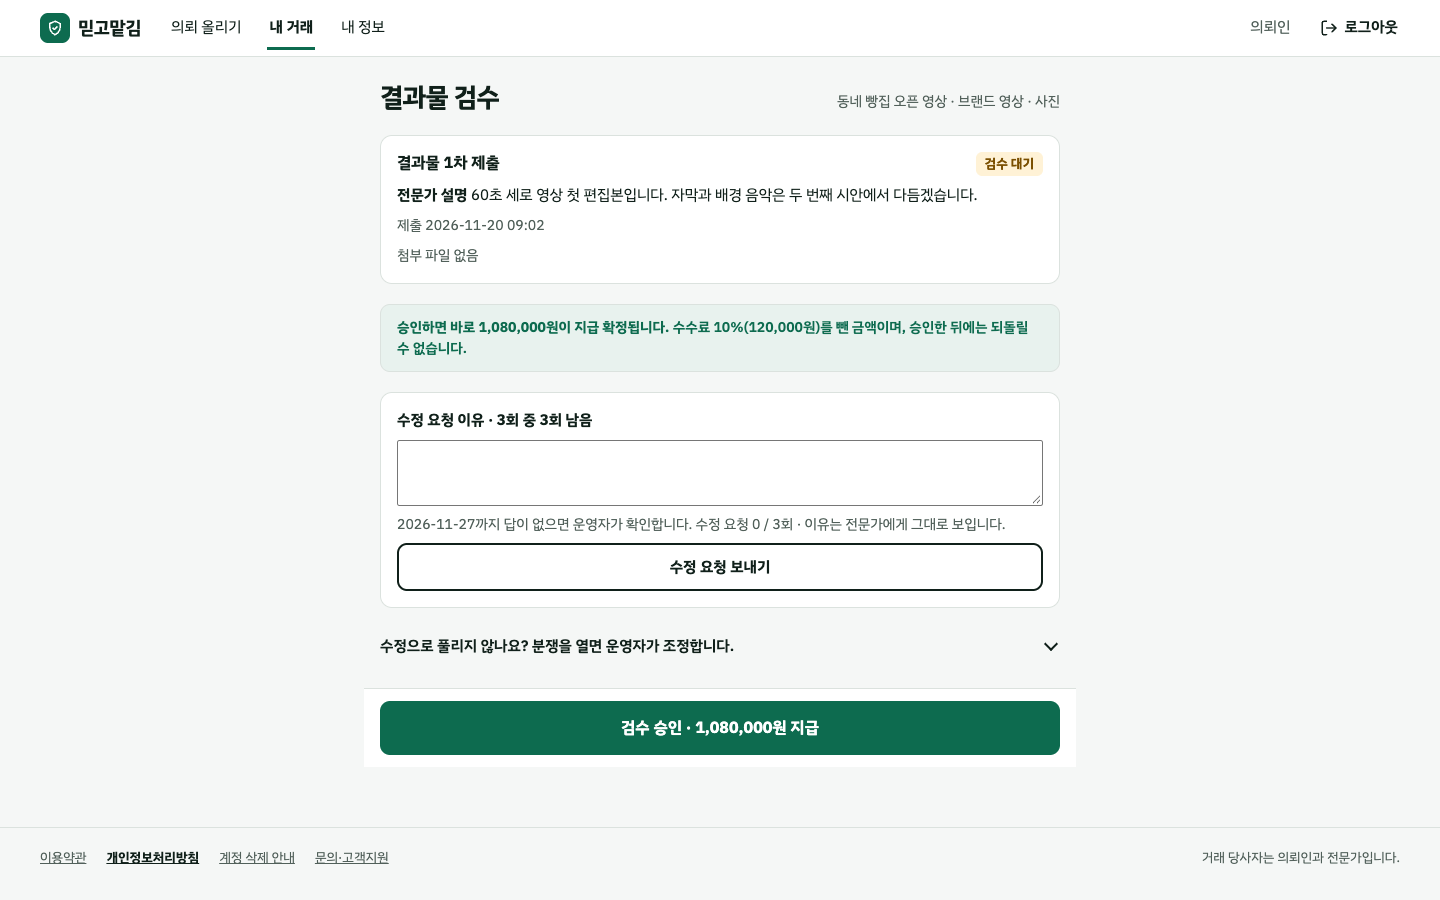 믿고맡김
의뢰 올리기
내 거래
내 정보
의뢰인
로그아웃
결과물 검수
동네 빵집 오픈 영상 · 브랜드 영상 · 사진
결과물 1차 제출
검수 대기
전문가 설명 60초 세로 영상 첫 편집본입니다. 자막과 배경 음악은 두 번째 시안에서 다듬겠습니다.
제출 2026-11-20 09:02
첨부 파일 없음
승인하면 바로 1,080,000원이 지급 확정됩니다. 수수료 10%(120,000원)를 뺀 금액이며, 승인한 뒤에는 되돌릴
수 없습니다.
수정 요청 이유 · 3회 중 3회 남음
2026-11-27까지 답이 없으면 운영자가 확인합니다. 수정 요청 0 / 3회 · 이유는 전문가에게 그대로 보입니다.
수정 요청 보내기
수정으로 풀리지 않나요? 분쟁을 열면 운영자가 조정합니다.
검수 승인 · 1,080,000원 지급
이용약관
개인정보처리방침
계정 삭제 안내
문의·고객지원
거래 당사자는 의뢰인과 전문가입니다.